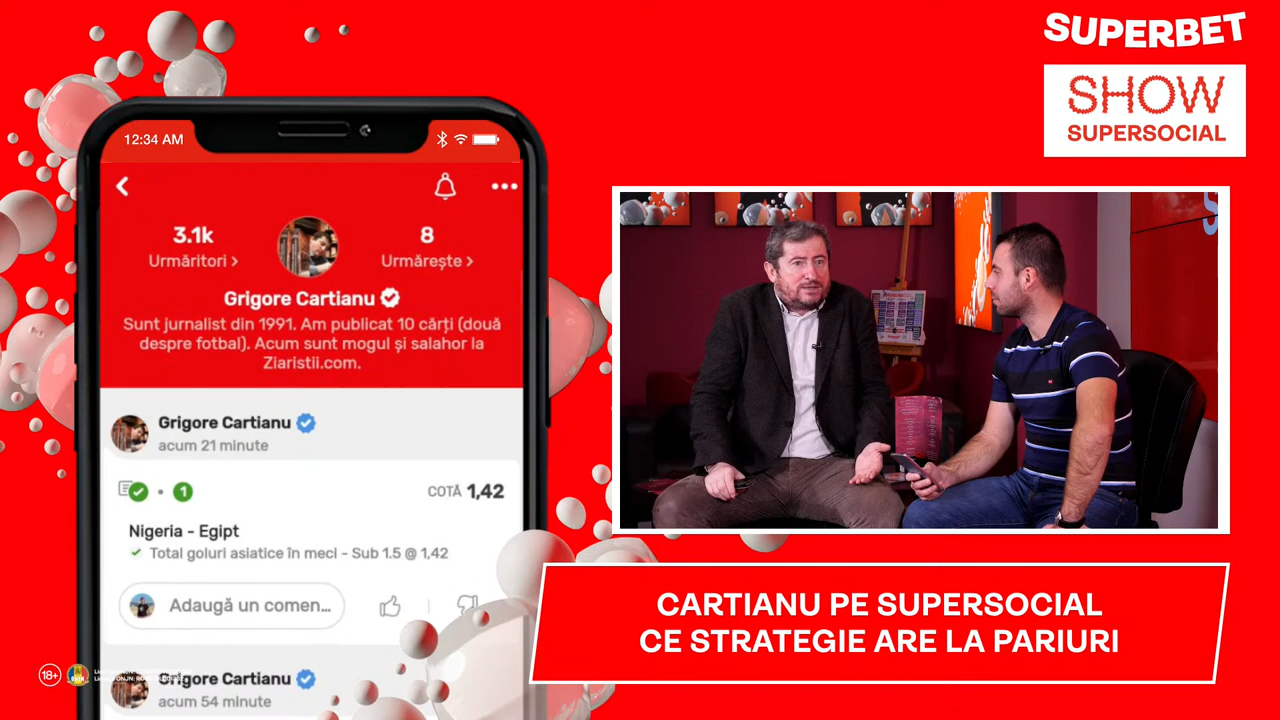 SUPERBET
SHOW
SUPERSOCIAL
12:34 AM
3.1k
Urmăritori >
8
Urmărește >
Grigore Cartianu
Sunt jurnalist din 1991. Am publicat 10 cărți (două
despre fotbal). Acum sunt mogul și salahor la
Ziaristii.com.
Grigore Cartianu
acum 21 minute
1
COTĂ 1,42
Nigeria - Egipt
Total goluri asiatice în meci - Sub 1.5 @ 1,42
Adaugă un comen...
Grigore Cartianu
acum 54 minute
18+
CARTIANU PE SUPERSOCIAL
CE STRATEGIE ARE LA PARIURI